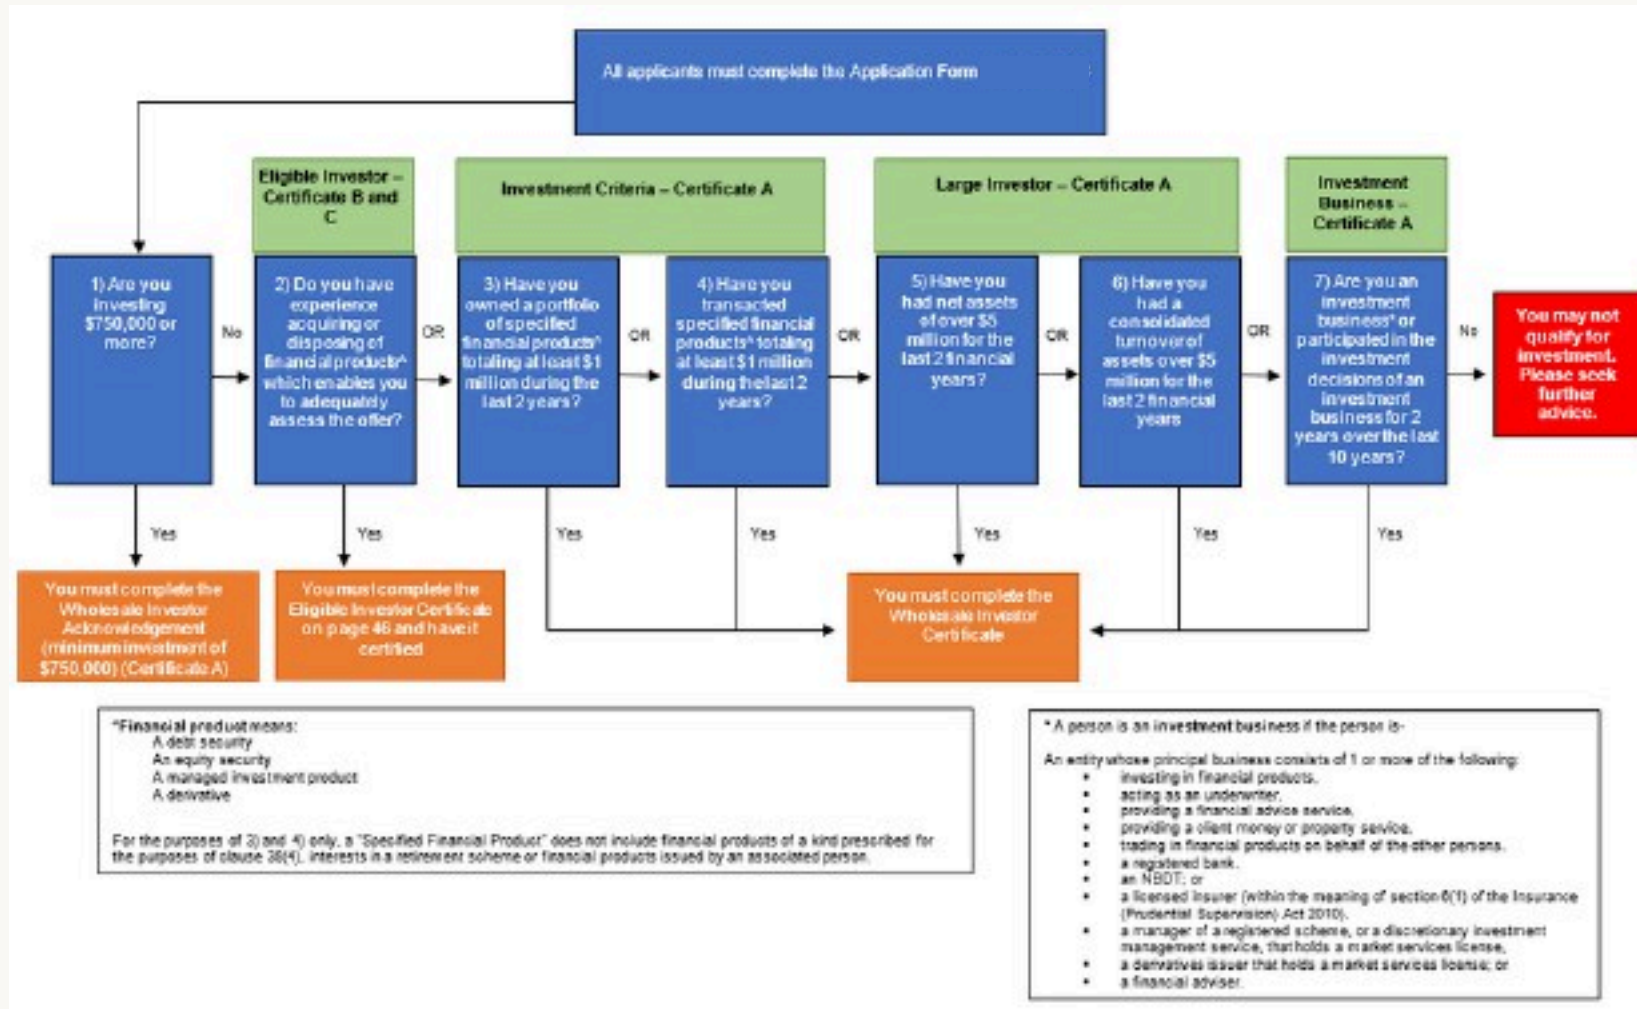 All applicants must complete the Application Form
Eligible Investor –
Certificate B and
C
Investment Criteria – Certificate A
Large Investor – Certificate A
Investment
Business –
Certificate A
1) Are you
investing
$750,000 or
more?
No
2) Do you have
experience
acquiring or
disposing of
financial products^
which enables you
to adequately
assess the offer?
OR
3) Have you
owned a portfolio
of specified
financial products^
totaling at least $1
million during the
last 2 years?
OR
4) Have you
transacted
specified financial
products^ totaling
at least $1 million
during the last 2
years?
OR
5) Have you
had net assets
of over $5
million for the
last 2 financial
years?
OR
6) Have you
had a
consolidated
turnover of
assets over $5
million for the
last 2 financial
years
OR
7) Are you an
investment
business* or
participated in the
investment
decisions of an
investment
business for 2
years over the last
10 years?
No
You may not
qualify for
investment.
Please seek
further
advice.
Yes
Yes
Yes
Yes
Yes
Yes
Yes
You must complete the
Wholesale Investor
Acknowledgement
(minimum investment of
$750,000) (Certificate A)
You must complete the
Eligible Investor Certificate
on page 46 and have it
certified
You must complete the
Wholesale Investor
Certificate
^Financial product means:
A debt security
An equity security
A managed investment product
A derivative
For the purposes of 3) and 4) only, a "Specified Financial Product" does not include financial products of a kind prescribed for
the purposes of clause 38(4), interests in a retirement scheme or financial products issued by an associated person.
* A person is an investment business if the person is-
An entity whose principal business consists of 1 or more of the following:
• investing in financial products,
• acting as an underwriter,
• providing a financial advice service,
• providing a client money or property service,
• trading in financial products on behalf of the other persons,
• a registered bank,
• an NBDT; or
• a licensed insurer (within the meaning of section 6(1) of the Insurance
(Prudential Supervision) Act 2010),
• a manager of a registered scheme, or a discretionary investment
management service, that holds a market services license,
• a derivatives issuer that holds a market services license; or
• a financial adviser.